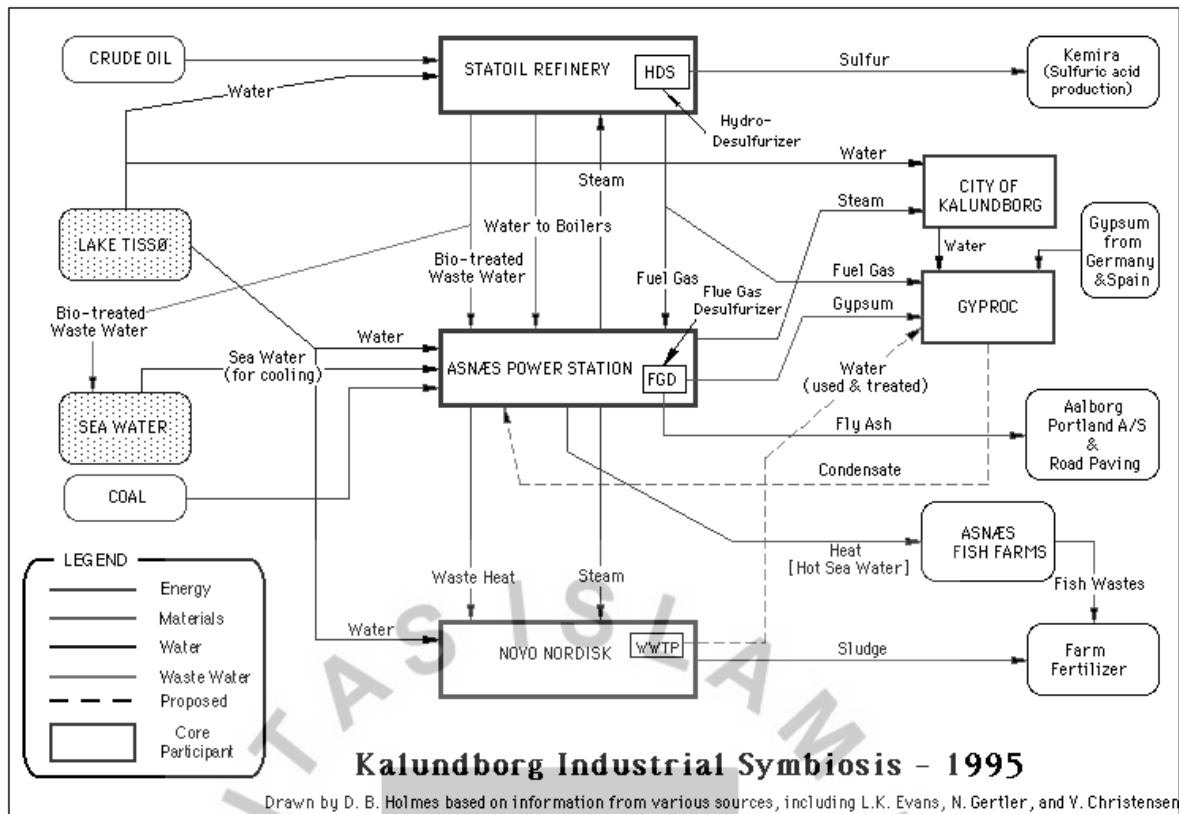 CRUDE OIL
STATOIL REFINERY
HDS
Sulfur
Kemira
(Sulfuric acid
production)
Water
Hydro-
Desulfurizer
Water
CITY OF
KALUNDBORG
Steam
Steam
LAKE TISSØ
Water to Boilers
Gypsum
from
Germany
&Spain
Bio-treated
Waste Water
Water
Fuel Gas
Fuel Gas
Flue Gas
Desulfurizer
Gypsum
GYPROC
Bio-treated
Waste Water
Water
Sea Water
(for cooling)
ASNÆS POWER STATION
FGD
Water
(used & treated)
SEA WATER
Fly Ash
Aalborg
Portland A/S
&
Road Paving
Condensate
COAL
ASNÆS
FISH FARMS
Heat
[Hot Sea Water]
Waste Heat
Steam
Fish Wastes
Water
NOVO NORDISK
WWTP
Sludge
Farm
Fertilizer
LEGEND
Energy
Materials
Water
Waste Water
Proposed
Core
Participant
Kalundborg Industrial Symbiosis - 1995
Drawn by D. B. Holmes based on information from various sources, including L.K. Evans, N. Gertler, and V. Christensen
ITAS ISLAM